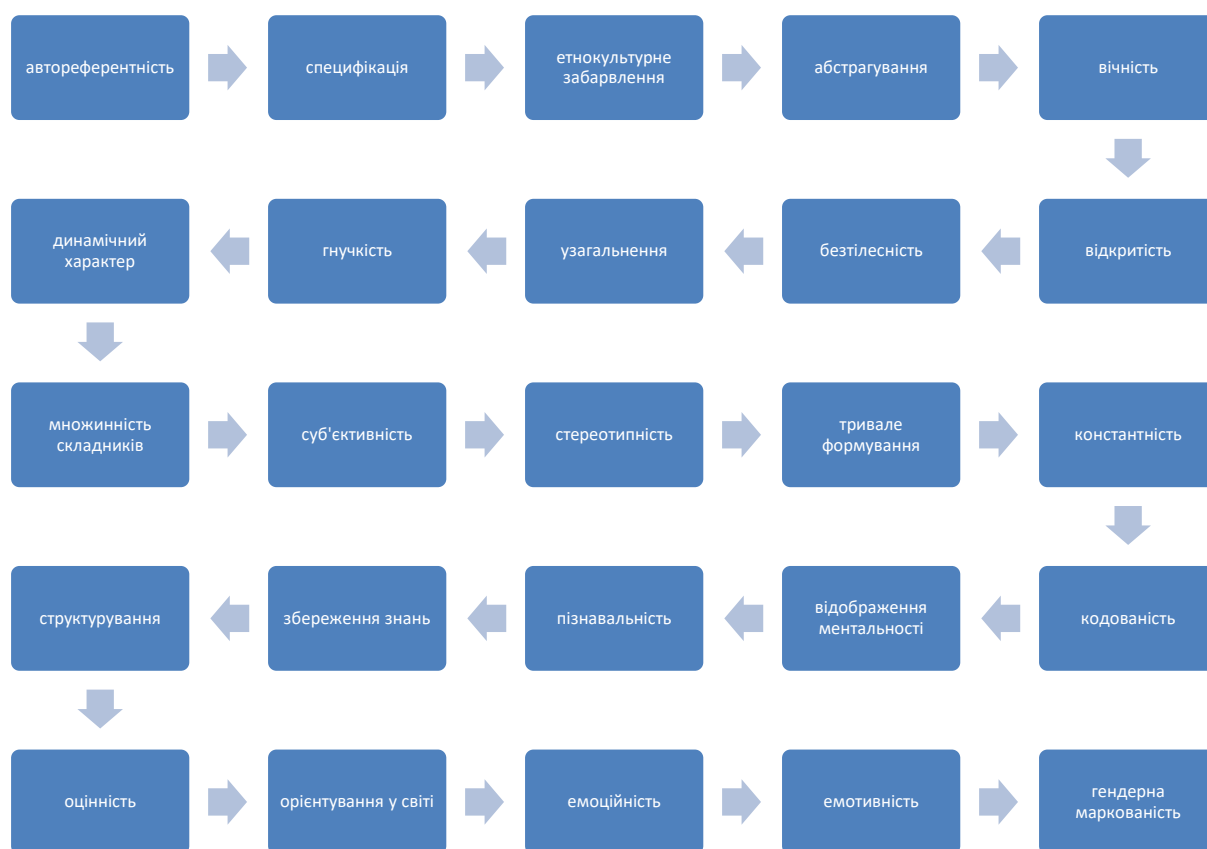 автореферентність
специфікація
етнокультурне
забарвлення
абстрагування
вічність
відкритість
безтілесність
узагальнення
гнучкість
динамічний
характер
множинність
складників
суб'єктивність
стереотипність
тривале
формування
константність
кодованість
відображення
ментальності
пізнавальність
збереження знань
структурування
оцінність
орієнтування у світі
емоційність
емотивність
гендерна
маркованість